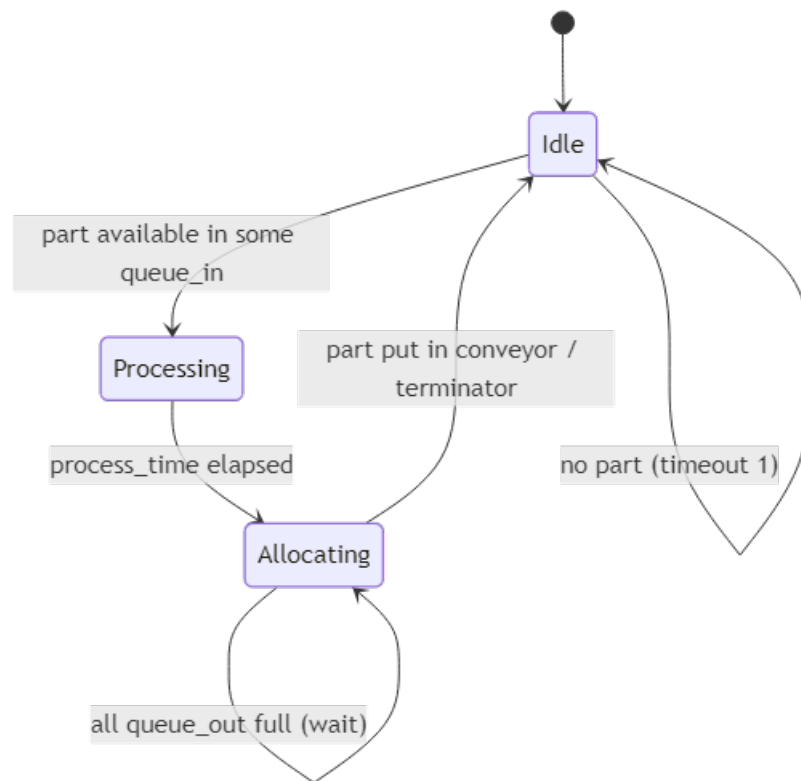 Idle
part available in some
queue_in
Processing
part put in conveyor /
terminator
process_time elapsed
no part (timeout 1)
Allocating
all queue_out full (wait)